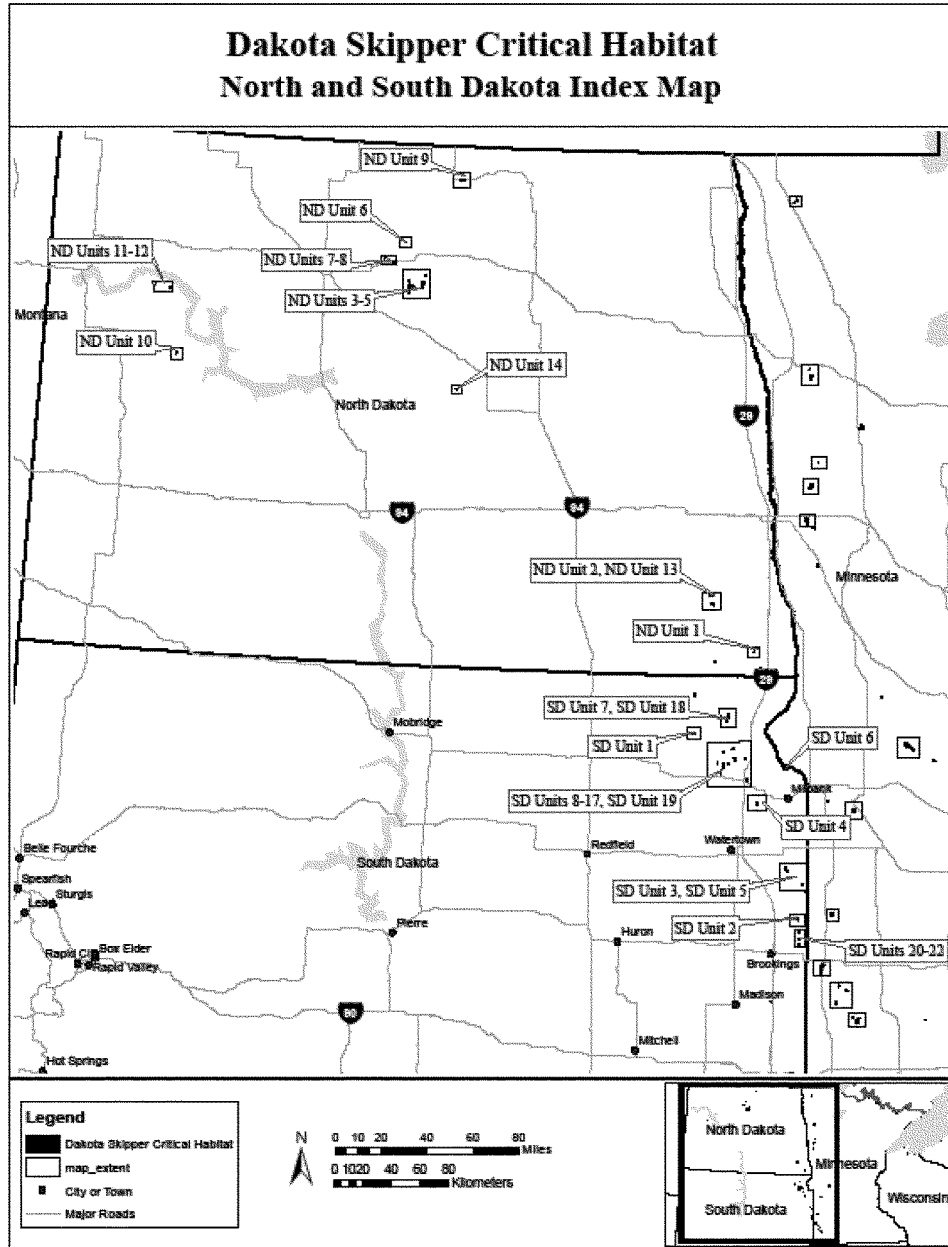 Dakota Skipper Critical Habitat
North and South Dakota Index Map
ND Unit 9
ND Unit 6
ND Units 11-12
ND Units 7-8
ND Units 3-5
Montana
ND Unit 10
ND Unit 14
North Dakota
29
94
94
ND Unit 2, ND Unit 13
Minnesota
ND Unit 1
29
SD Unit 7, SD Unit 18
Mobridge
SD Unit 1
SD Unit 6
SD Units 8-17, SD Unit 19
Milbank
SD Unit 4
Belle Fourche
Redfield
Watertown
South Dakota
Spearfish
Sturgis
SD Unit 3, SD Unit 5
Lead
Pierre
SD Unit 2
Huron
Box Elder
SD Units 20-22
Rapid City
Rapid Valley
Brookings
Madison
90
Mitchell
Hot Springs
Legend
Dakota Skipper Critical Habitat
map_extent
City or Town
Major Roads
N
0 10 20 40 60 80
Miles
0 10 20 40 60 80
Kilometers
North Dakota
Minnesota
South Dakota
Wisconsin